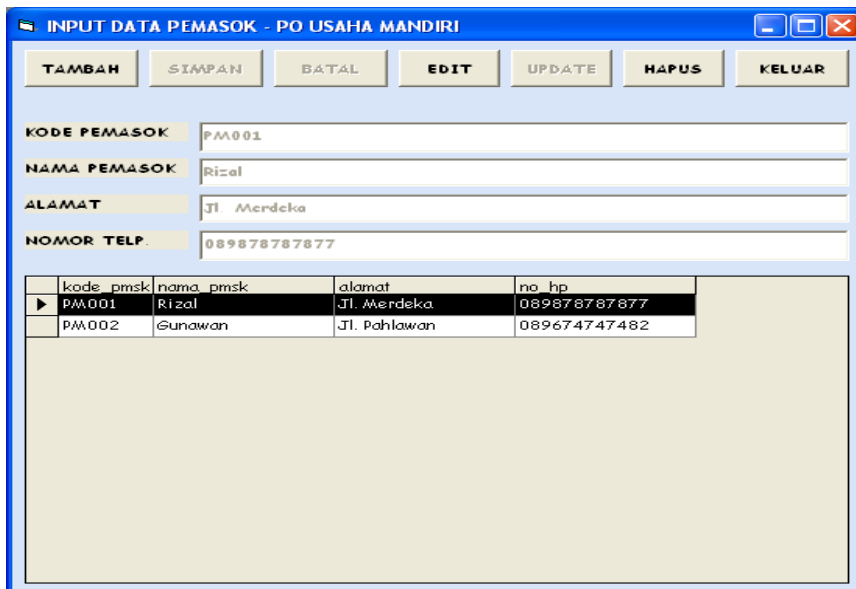 INPUT DATA PEMASOK - PO USAHA MANDIRI
TAMBAH SIMPAN BATAL EDIT UPDATE HAPUS KELUAR
KODE PEMASOK PM001
NAMA PEMASOK Rizal
ALAMAT Jl. Merdeka
NOMOR TELP. 089878787877
kode_pmsk nama_pmsk alamat no_hp
PM001 Rizal Jl. Merdeka 089878787877
PM002 Gunawan Jl. Pahlawan 089674747482